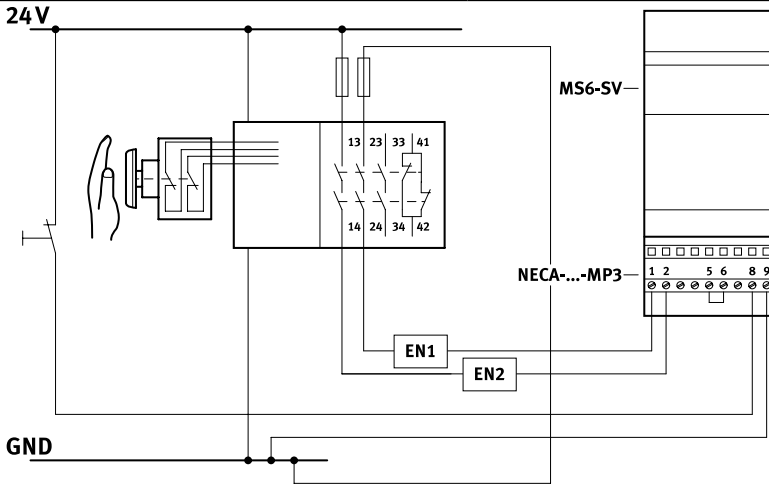 24 V
MS6-SV
13 23 33 41
14 24 34 42
NECA-...-MP3
1 2 5 6 8 9
EN1
EN2
GND